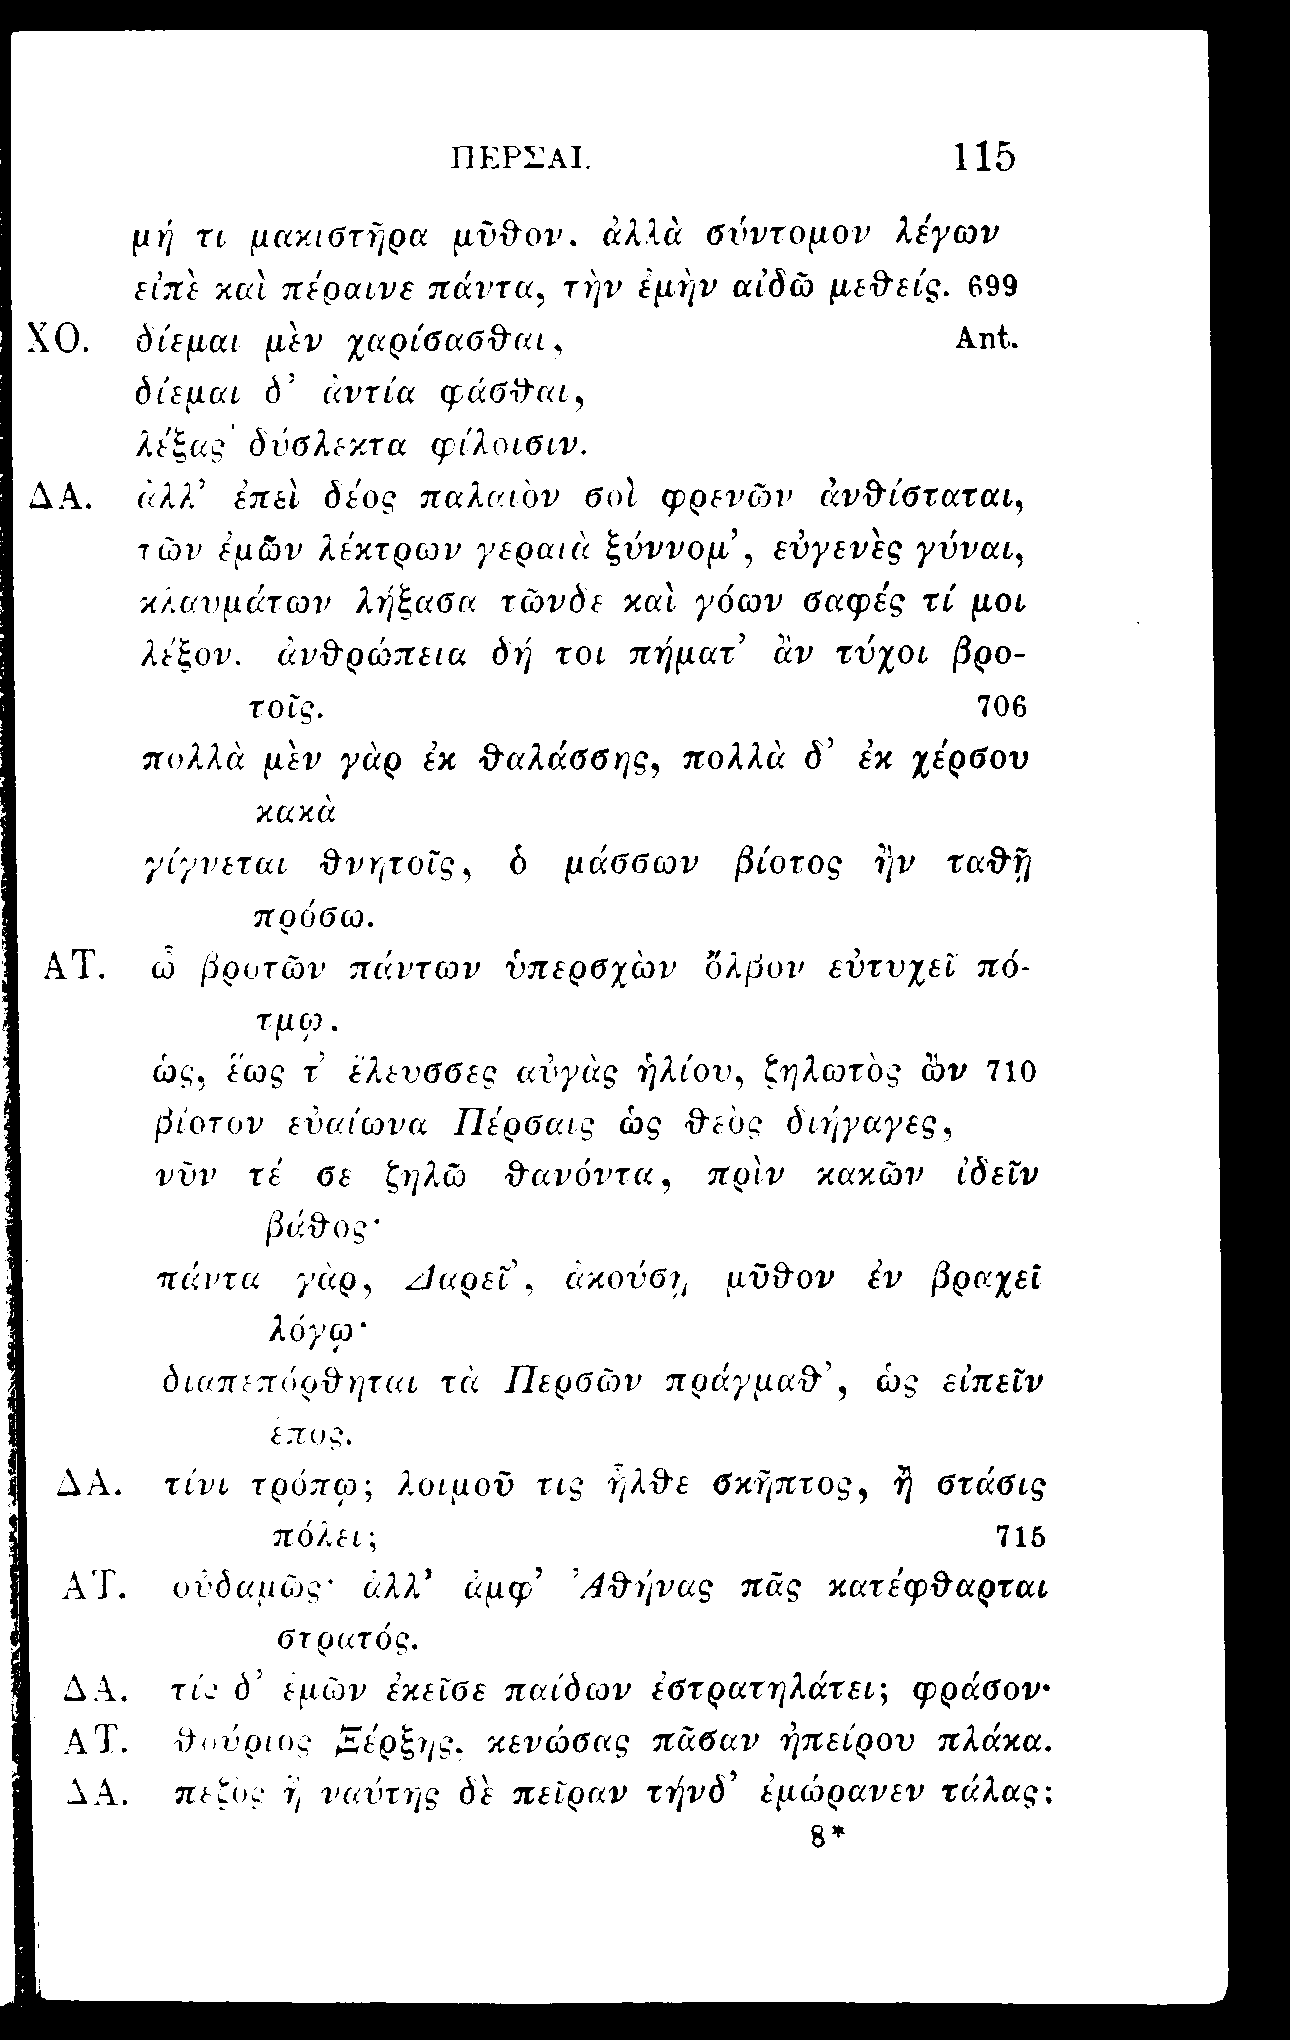 ΠΕΡΣΑΙ. 115
μή τι μακιστῆρα μῦθον. ἀλλὰ σύντομον λέγων
εἰπὲ καὶ πέραινε πάντα, τὴν ἐμὴν αἰδῶ μεθείς. 699
ΧΟ. δίεμαι μὲν χαρίσασθαι, Ant.
δίεμαι δ’ ἀντία φάσθαι,
λέξας δύσλεκτα φίλοισιν.
ΔΑ. ἀλλ’ ἐπεὶ δέος παλαιὸν σοὶ φρενῶν ἀνθίσταται,
τῶν ἐμῶν λέκτρων γεραιὰ ξύννομ’, εὐγενὲς γύναι,
κλαυμάτων λήξασα τῶνδε καὶ γόων σαφές τί μοι
λέξον. ἀνθρώπεια δή τοι πήματ’ ἂν τύχοι βρο-
τοῖς. 706
πολλὰ μὲν γὰρ ἐκ θαλάσσης, πολλὰ δ’ ἐκ χέρσου
κακὰ
γίγνεται θνητοῖς, ὁ μάσσων βίοτος ἢν ταθῇ
πρόσω.
ΑΤ. ὦ βροτῶν πάντων ὑπερσχὼν ὄλβον εὐτυχεῖ πό-
τμῳ.
ὡς, ἕως τ’ ἔλευσσες αὐγὰς ἡλίου, ζηλωτὸς ὢν 710
βίοτον εὐαίωνα Πέρσαις ὡς θεὸς διήγαγες,
νῦν τέ σε ζηλῶ θανόντα, πρὶν κακῶν ἰδεῖν
βάθος·
πάντα γὰρ, Δαρεῖ’, ἀκούσῃ μῦθον ἐν βραχεῖ
λόγῳ·
διαπεπόρθηται τὰ Περσῶν πράγμαθ’, ὡς εἰπεῖν
ἔπος.
ΔΑ. τίνι τρόπῳ; λοιμοῦ τις ἦλθε σκῆπτος, ἢ στάσις
πόλει; 715
ΑΤ. οὐδαμῶς· ἀλλ’ ἀμφ’ Ἀθήνας πᾶς κατέφθαρται
στρατός.
ΔΑ. τίς δ’ ἐμῶν ἐκεῖσε παίδων ἐστρατηλάτει; φράσον·
ΑΤ. θούριος Ξέρξης, κενώσας πᾶσαν ἠπείρου πλάκα.
ΔΑ. πεζὸς ἢ ναύτης δὲ πεῖραν τήνδ’ ἐμώρανεν τάλας;
8*